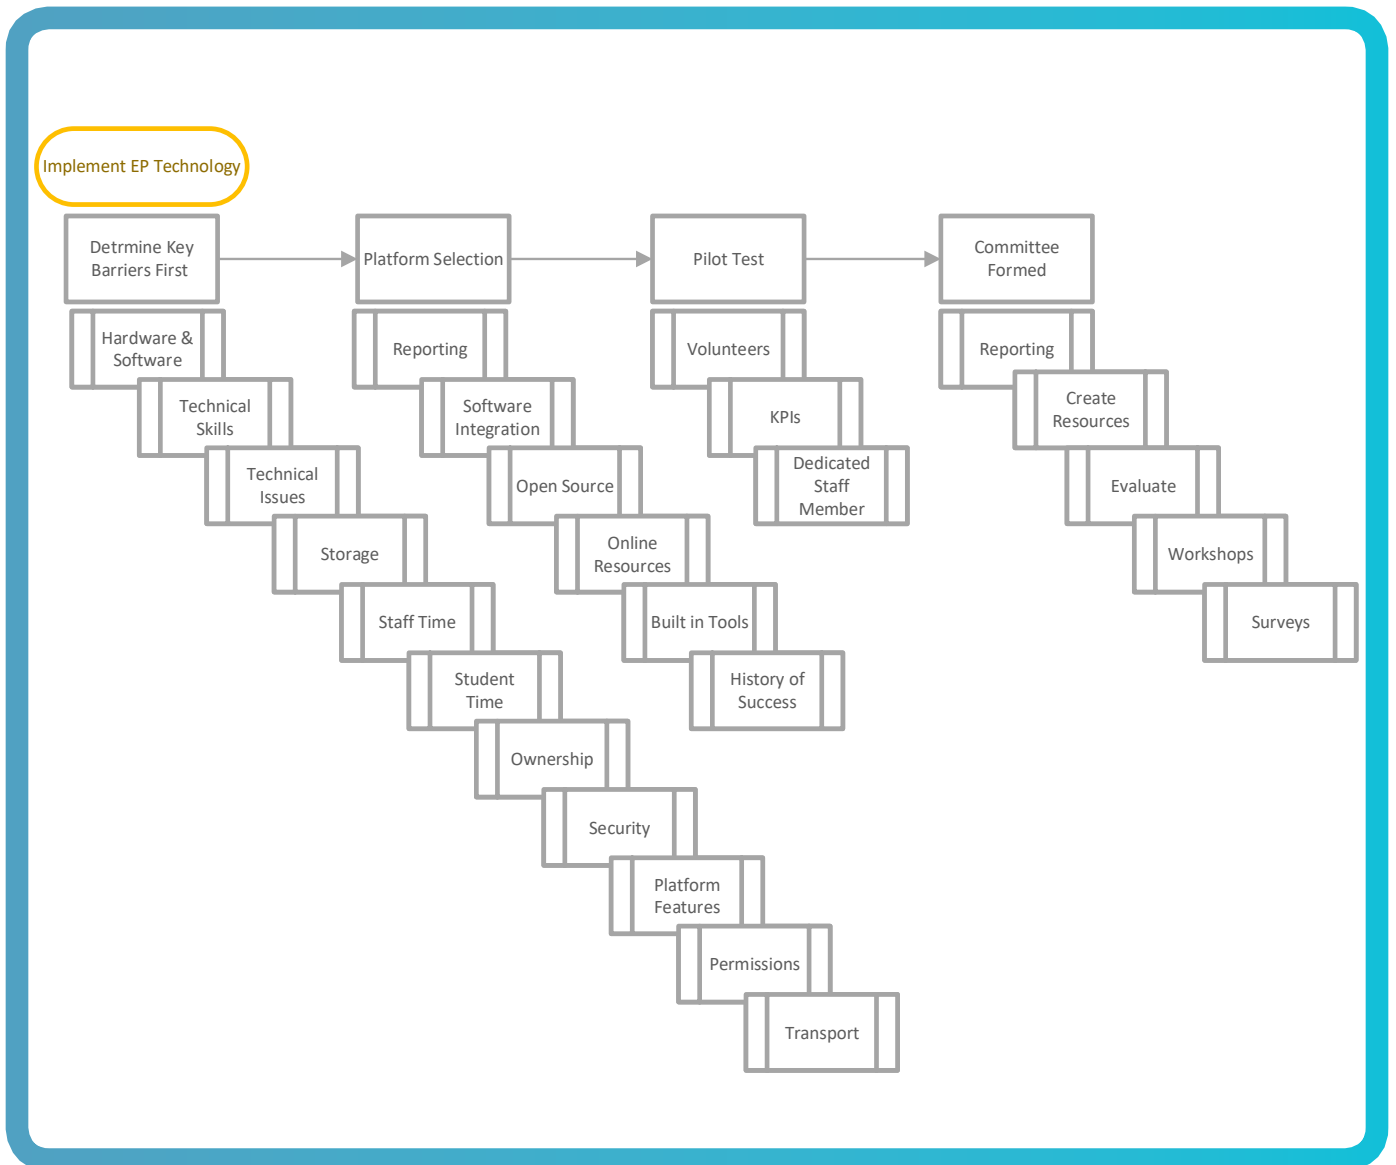 Implement EP Technology
Detrmine Key
Barriers First
Platform Selection
Pilot Test
Committee
Formed
Hardware &
Software
Technical
Skills
Technical
Issues
Storage
Staff Time
Student
Time
Ownership
Security
Platform
Features
Permissions
Transport
Reporting
Software
Integration
Open Source
Online
Resources
Built in Tools
History of
Success
Volunteers
KPIs
Dedicated
Staff
Member
Reporting
Create
Resources
Evaluate
Workshops
Surveys